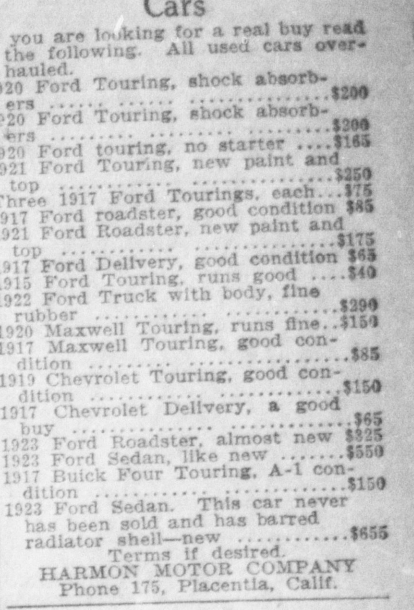 Cars
you are looking for a real buy read
the following. All used cars over-
hauled.
920 Ford Touring, shock absorb-
ers ..............................$200
920 Ford Touring, shock absorb-
ers ..............................$200
920 Ford touring, no starter ....$165
921 Ford Touring, new paint and
top ..............................$250
Three 1917 Ford Tourings, each...$75
917 Ford roadster, good condition $85
921 Ford Roadster, new paint and
top ..............................$175
917 Ford Delivery, good condition $65
1915 Ford Touring, runs good ....$40
1922 Ford Truck with body, fine
rubber ..............................$290
1920 Maxwell Touring, runs fine..$150
1917 Maxwell Touring, good con-
dition ..............................$85
1919 Chevrolet Touring, good con-
dition ..............................$150
1917 Chevrolet Delivery, a good
buy ..............................$65
1923 Ford Roadster, almost new $325
1923 Ford Sedan, like new .......$550
1917 Buick Four Touring, A-1 con-
dition ..............................$150
1923 Ford Sedan. This car never
has been sold and has barred
radiator shell—new ............$655
Terms if desired.
HARMON MOTOR COMPANY
Phone 175, Placentia, Calif.